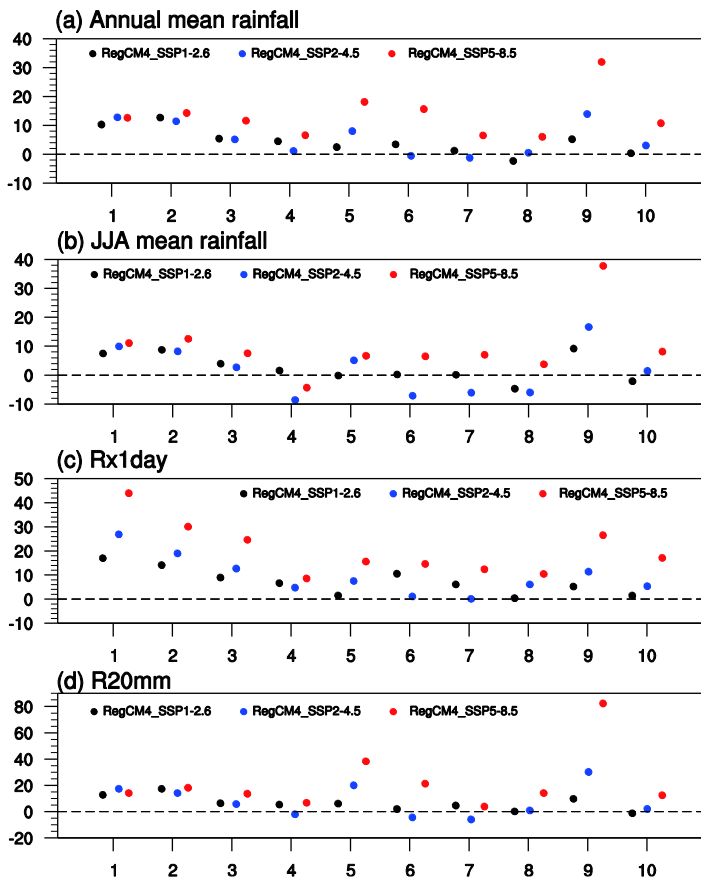 (a) Annual mean rainfall
40
30
20
10
0
-10
RegCM4_SSP1-2.6 RegCM4_SSP2-4.5 RegCM4_SSP5-8.5
1 2 3 4 5 6 7 8 9 10
(b) JJA mean rainfall
40
30
20
10
0
-10
RegCM4_SSP1-2.6 RegCM4_SSP2-4.5 RegCM4_SSP5-8.5
1 2 3 4 5 6 7 8 9 10
(c) Rx1day
50
40
30
20
10
0
-10
RegCM4_SSP1-2.6 RegCM4_SSP2-4.5 RegCM4_SSP5-8.5
1 2 3 4 5 6 7 8 9 10
(d) R20mm
80
60
40
20
0
-20
RegCM4_SSP1-2.6 RegCM4_SSP2-4.5 RegCM4_SSP5-8.5
1 2 3 4 5 6 7 8 9 10